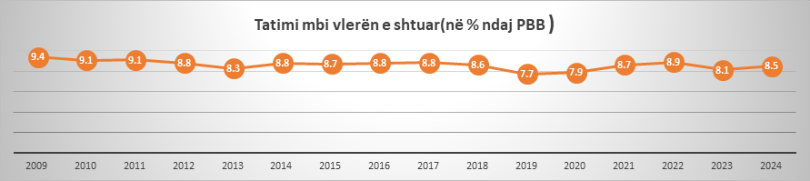 Tatimi mbi vlerën e shtuar(në % ndaj PBB )
9.4 9.1 9.1 8.8 8.3 8.8 8.7 8.8 8.8 8.6 7.7 7.9 8.7 8.9 8.1 8.5
2009 2010 2011 2012 2013 2014 2015 2016 2017 2018 2019 2020 2021 2022 2023 2024